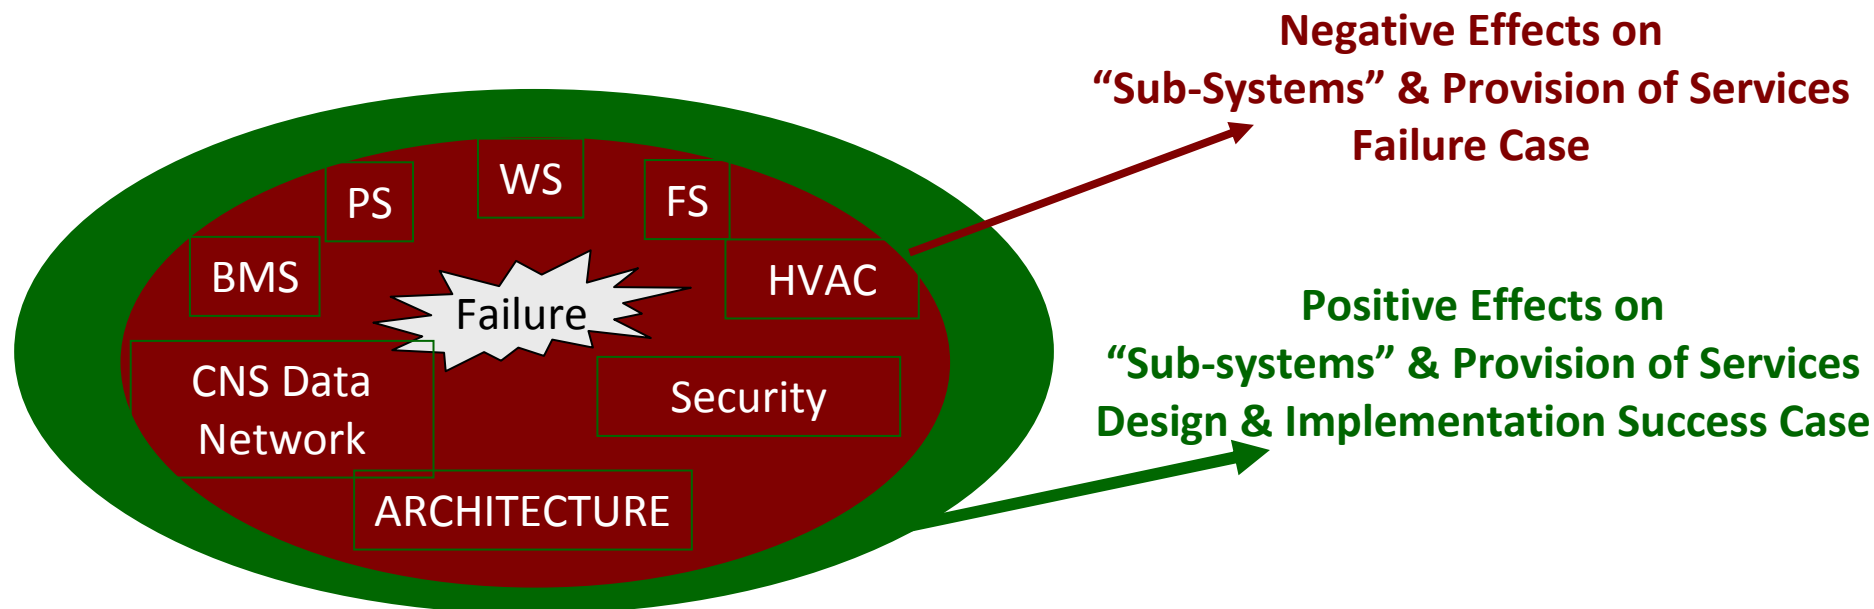 Negative Effects on
“Sub-Systems” & Provision of Services
Failure Case
WS
PS
FS
BMS
HVAC
Failure
Positive Effects on
“Sub-systems” & Provision of Services
Design & Implementation Success Case
CNS Data
Network
Security
ARCHITECTURE